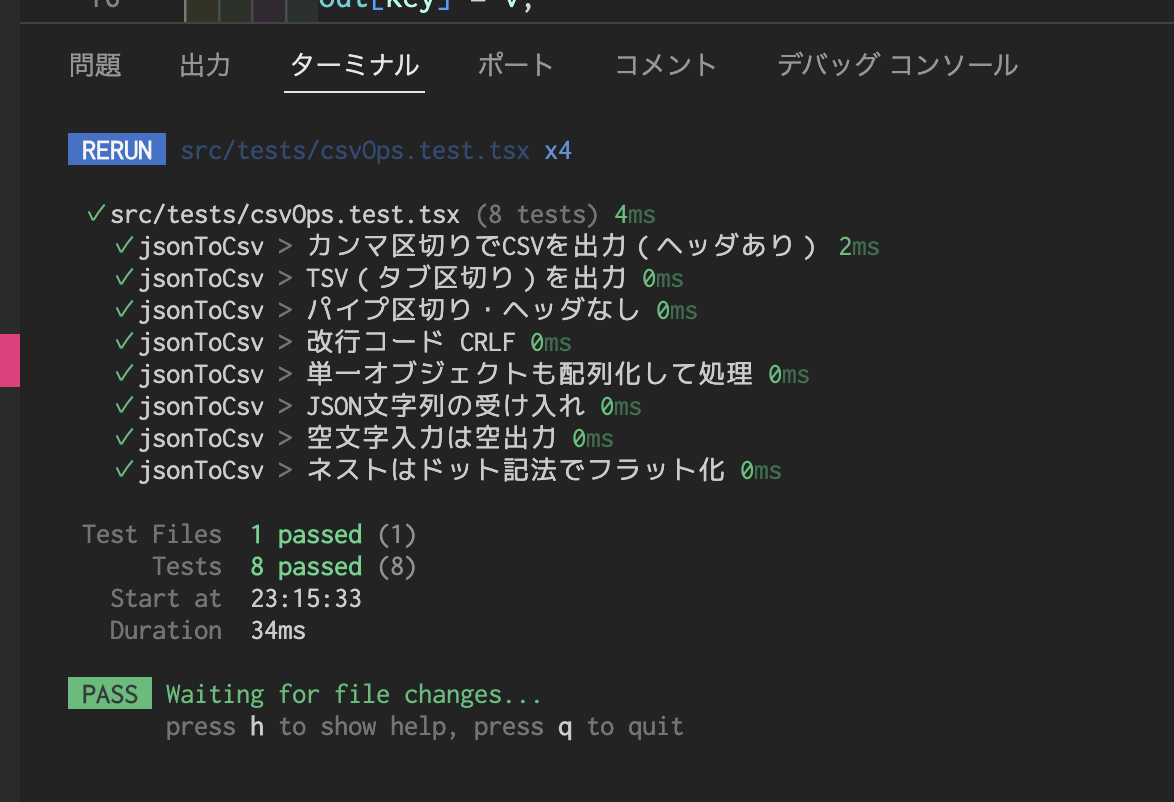 問題 出力 ターミナル ポート コメント デバッグ コンソール
RERUN src/tests/csvOps.test.tsx x4
✓ src/tests/csvOps.test.tsx (8 tests) 4ms
✓ jsonToCsv > カンマ区切りでCSVを出力(ヘッダあり) 2ms
✓ jsonToCsv > TSV(タブ区切り)を出力 0ms
✓ jsonToCsv > パイプ区切り・ヘッダなし 0ms
✓ jsonToCsv > 改行コード CRLF 0ms
✓ jsonToCsv > 単一オブジェクトも配列化して処理 0ms
✓ jsonToCsv > JSON文字列の受け入れ 0ms
✓ jsonToCsv > 空文字入力は空出力 0ms
✓ jsonToCsv > ネストはドット記法でフラット化 0ms
Test Files 1 passed (1)
Tests 8 passed (8)
Start at 23:15:33
Duration 34ms
PASS Waiting for file changes...
press h to show help, press q to quit